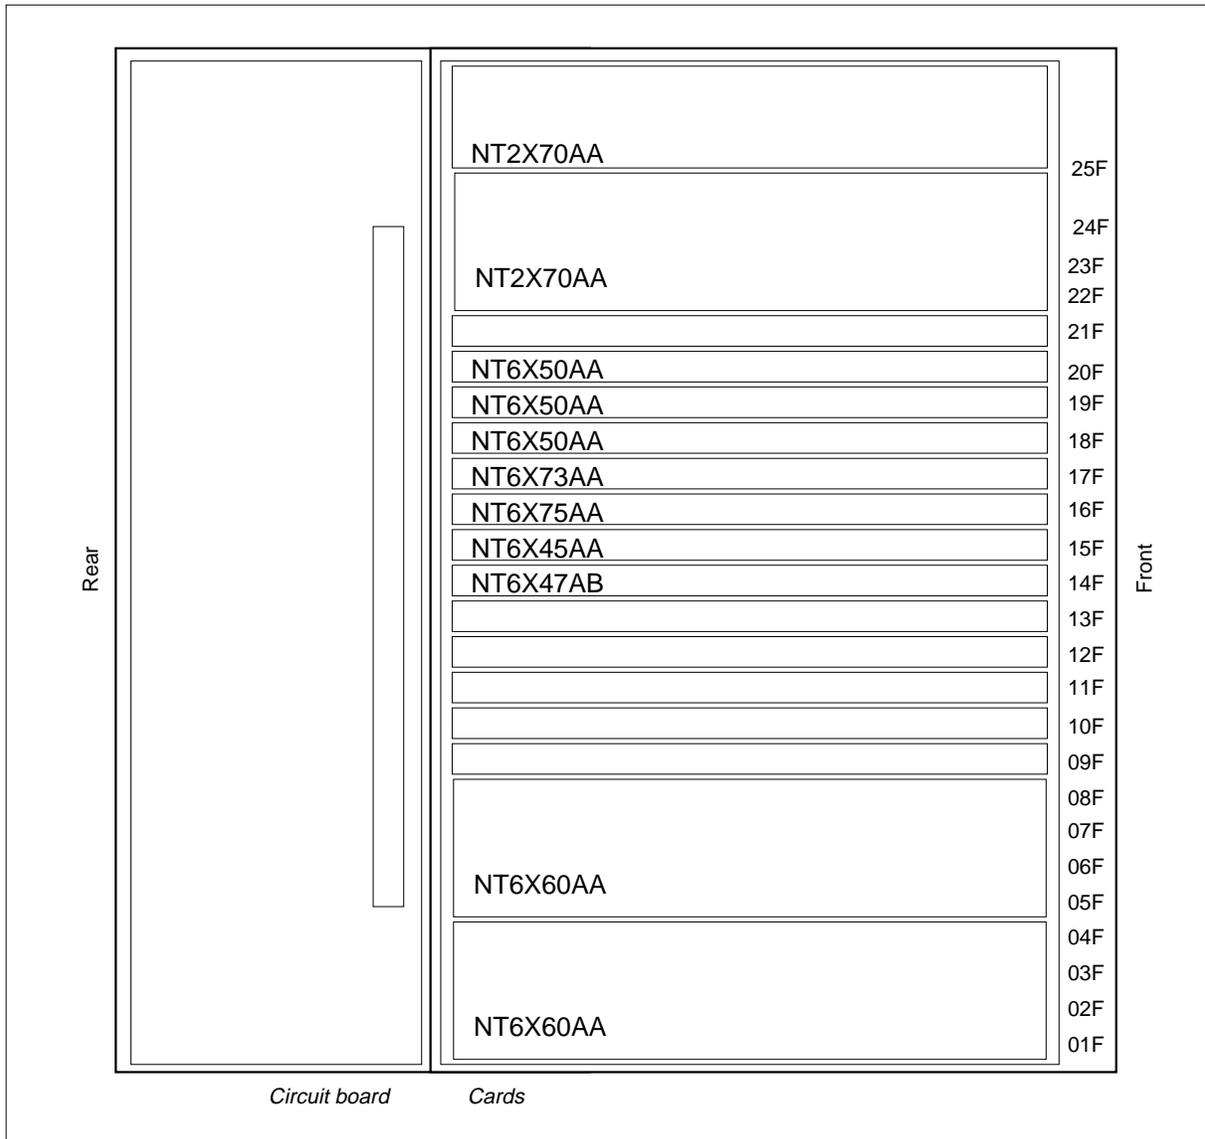 NT2X70AA
25F
24F
23F
NT2X70AA
22F
21F
NT6X50AA 20F
NT6X50AA 19F
NT6X50AA 18F
NT6X73AA 17F
NT6X75AA 16F
NT6X45AA 15F
Rear
Front
NT6X47AB 14F
13F
12F
11F
10F
09F
08F
07F
06F
NT6X60AA
05F
04F
03F
02F
NT6X60AA
01F
Circuit board Cards